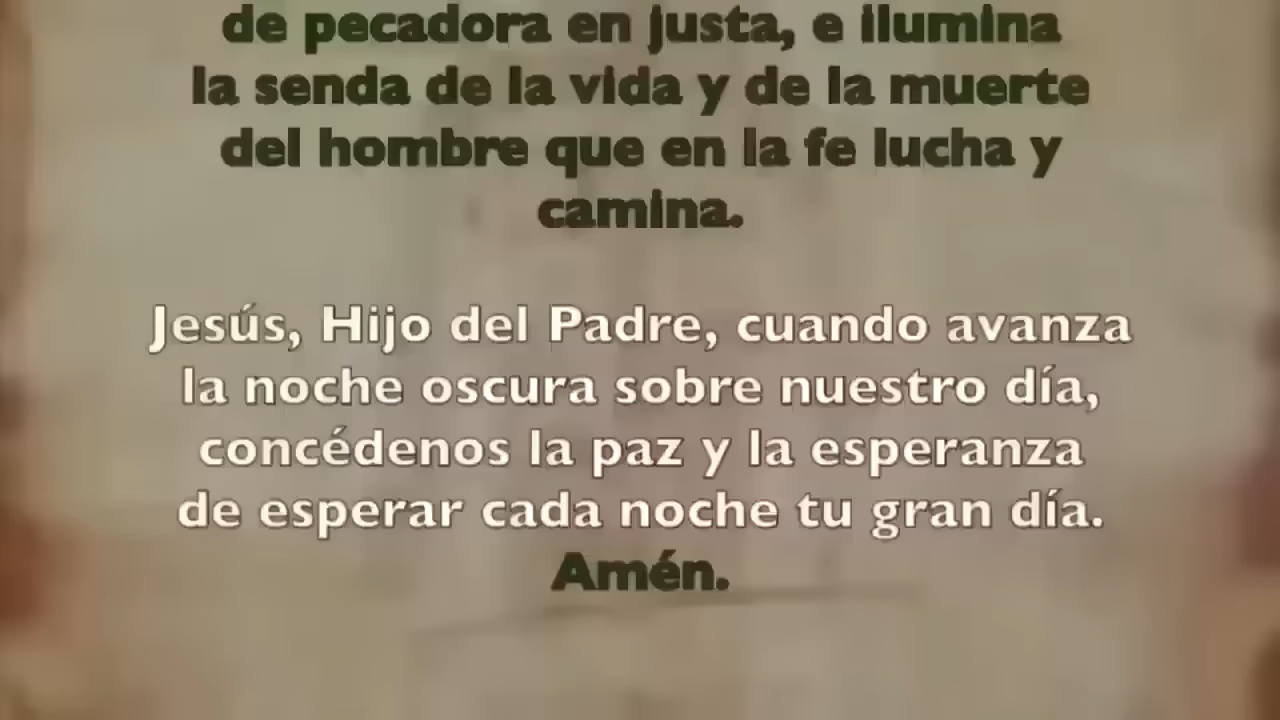 de pecadora en justa, e ilumina
la senda de la vida y de la muerte
del hombre que en la fe lucha y
camina.
Jesús, Hijo del Padre, cuando avanza
la noche oscura sobre nuestro día,
concédenos la paz y la esperanza
de esperar cada noche tu gran día.
Amén.